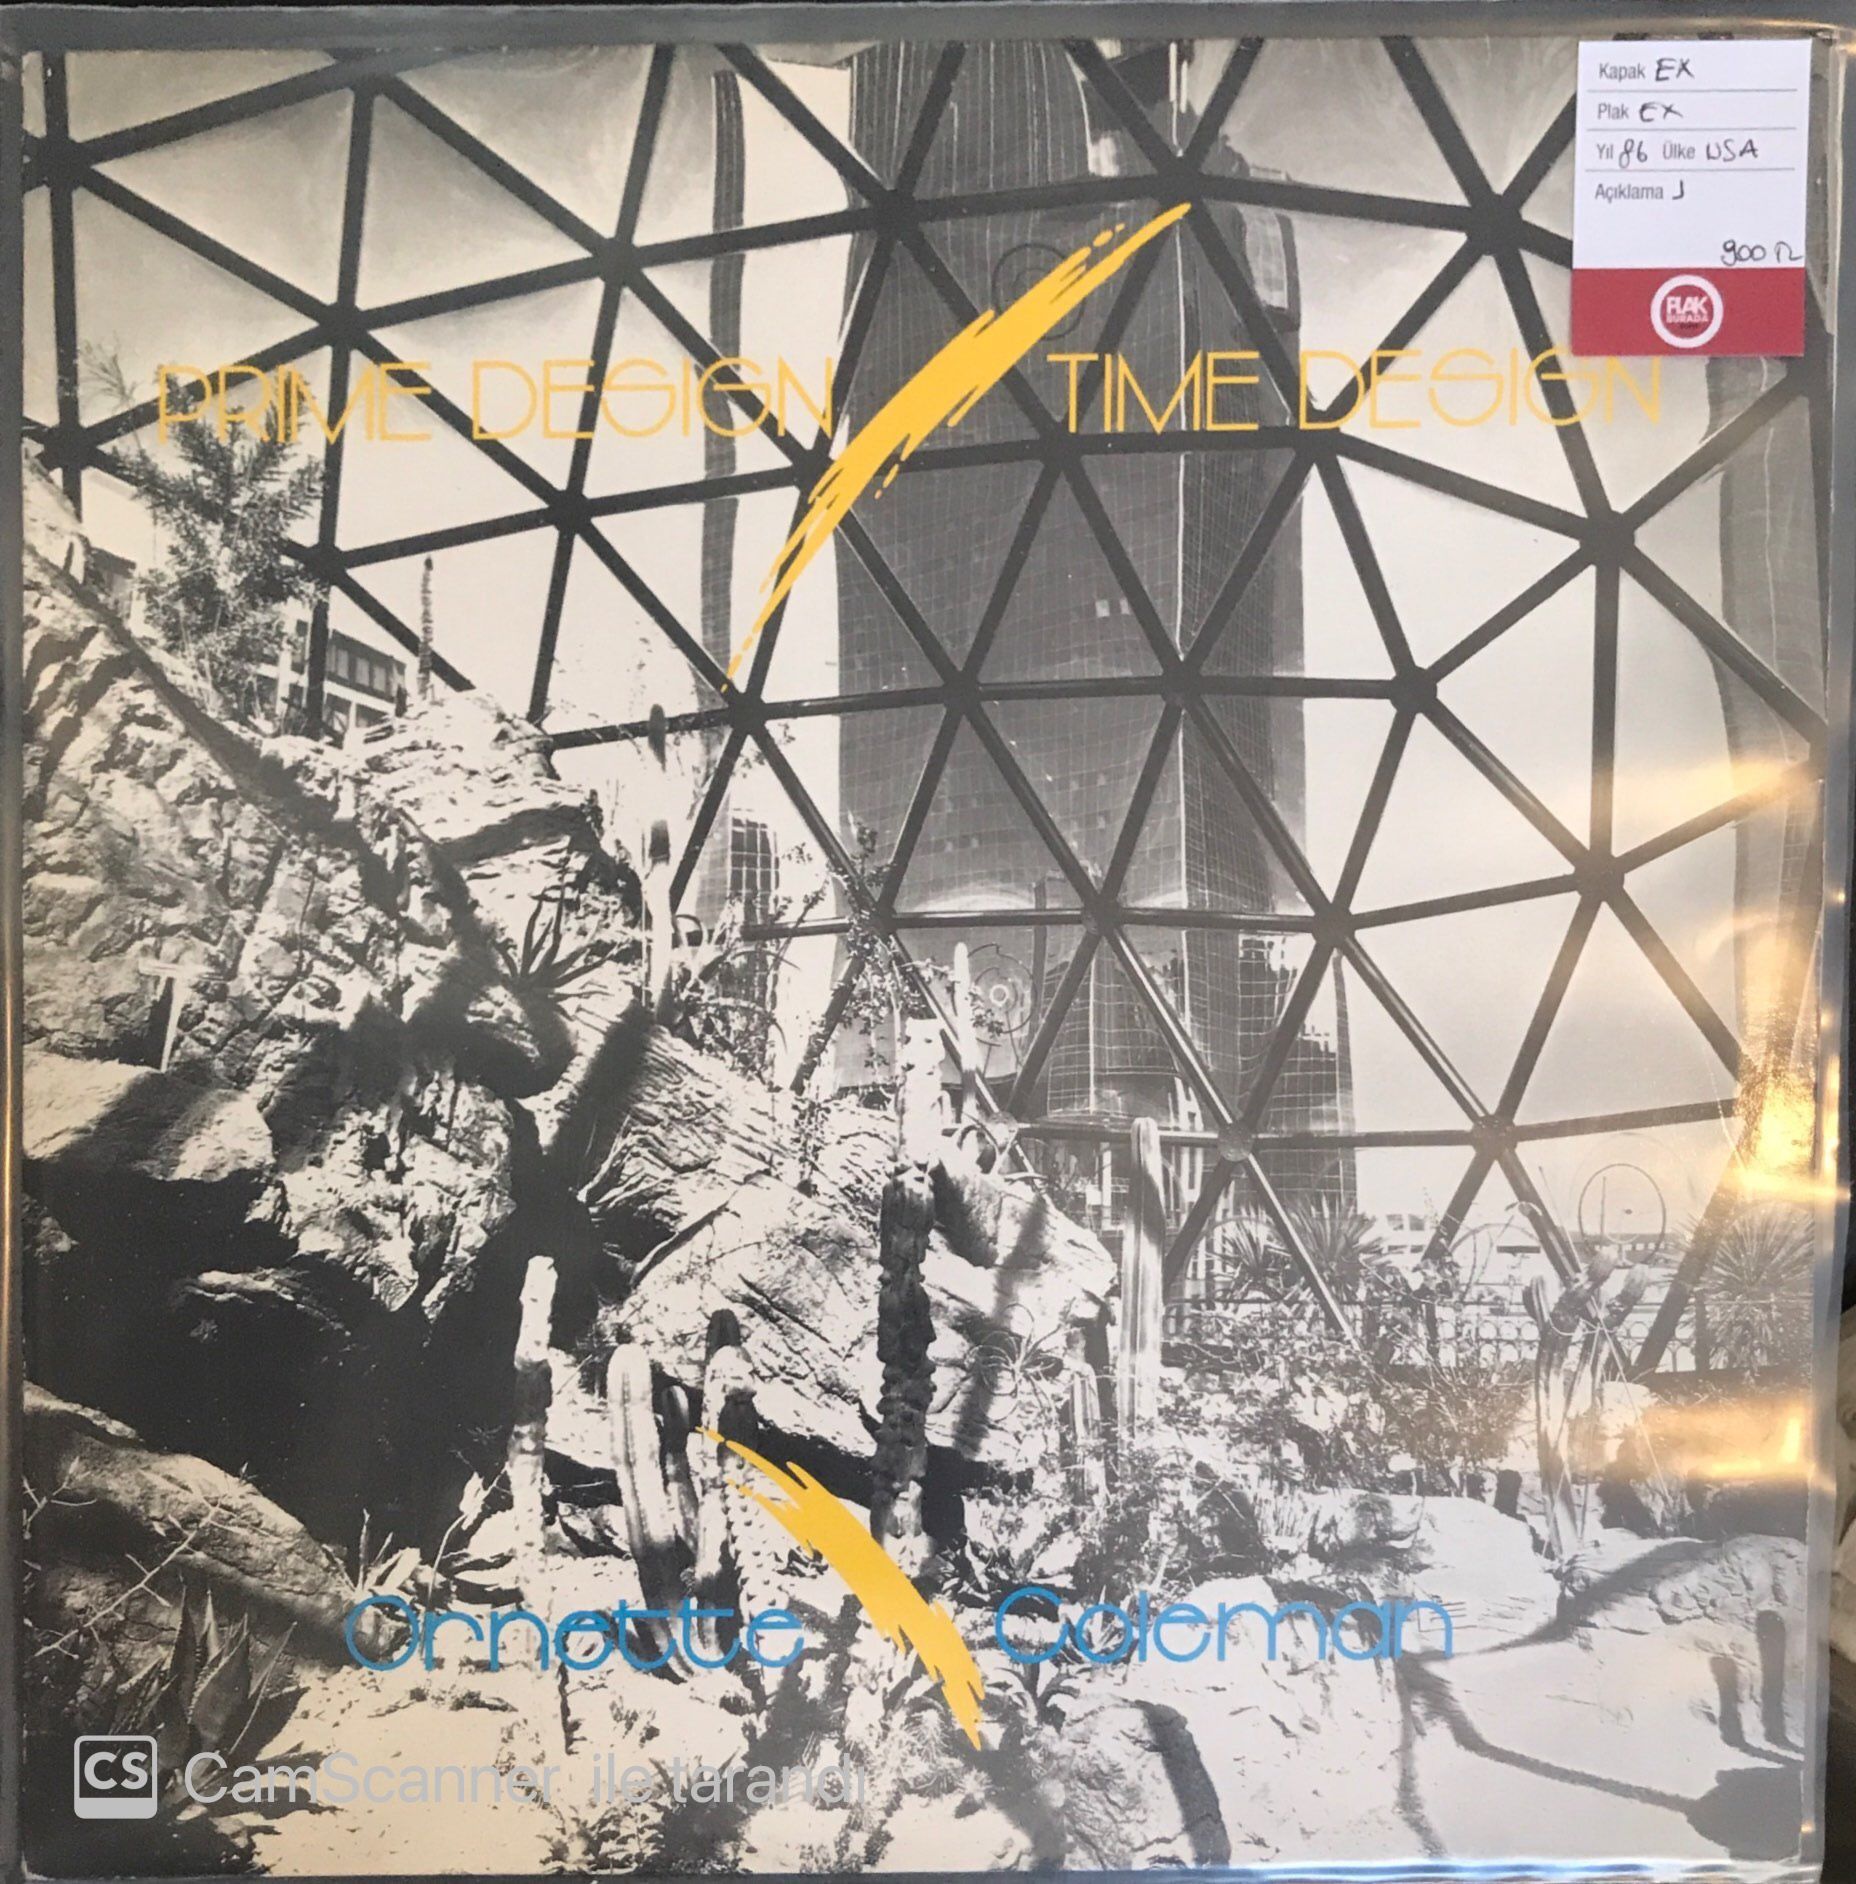 Kapak EX
Plak EX
Yıl 86 Ülke USA
Açıklama J
900 TL
PLAK
BURADA
PRIME DESIGN TIME DESIGN
Ornette Coleman
CS CamScanner ile tarandı